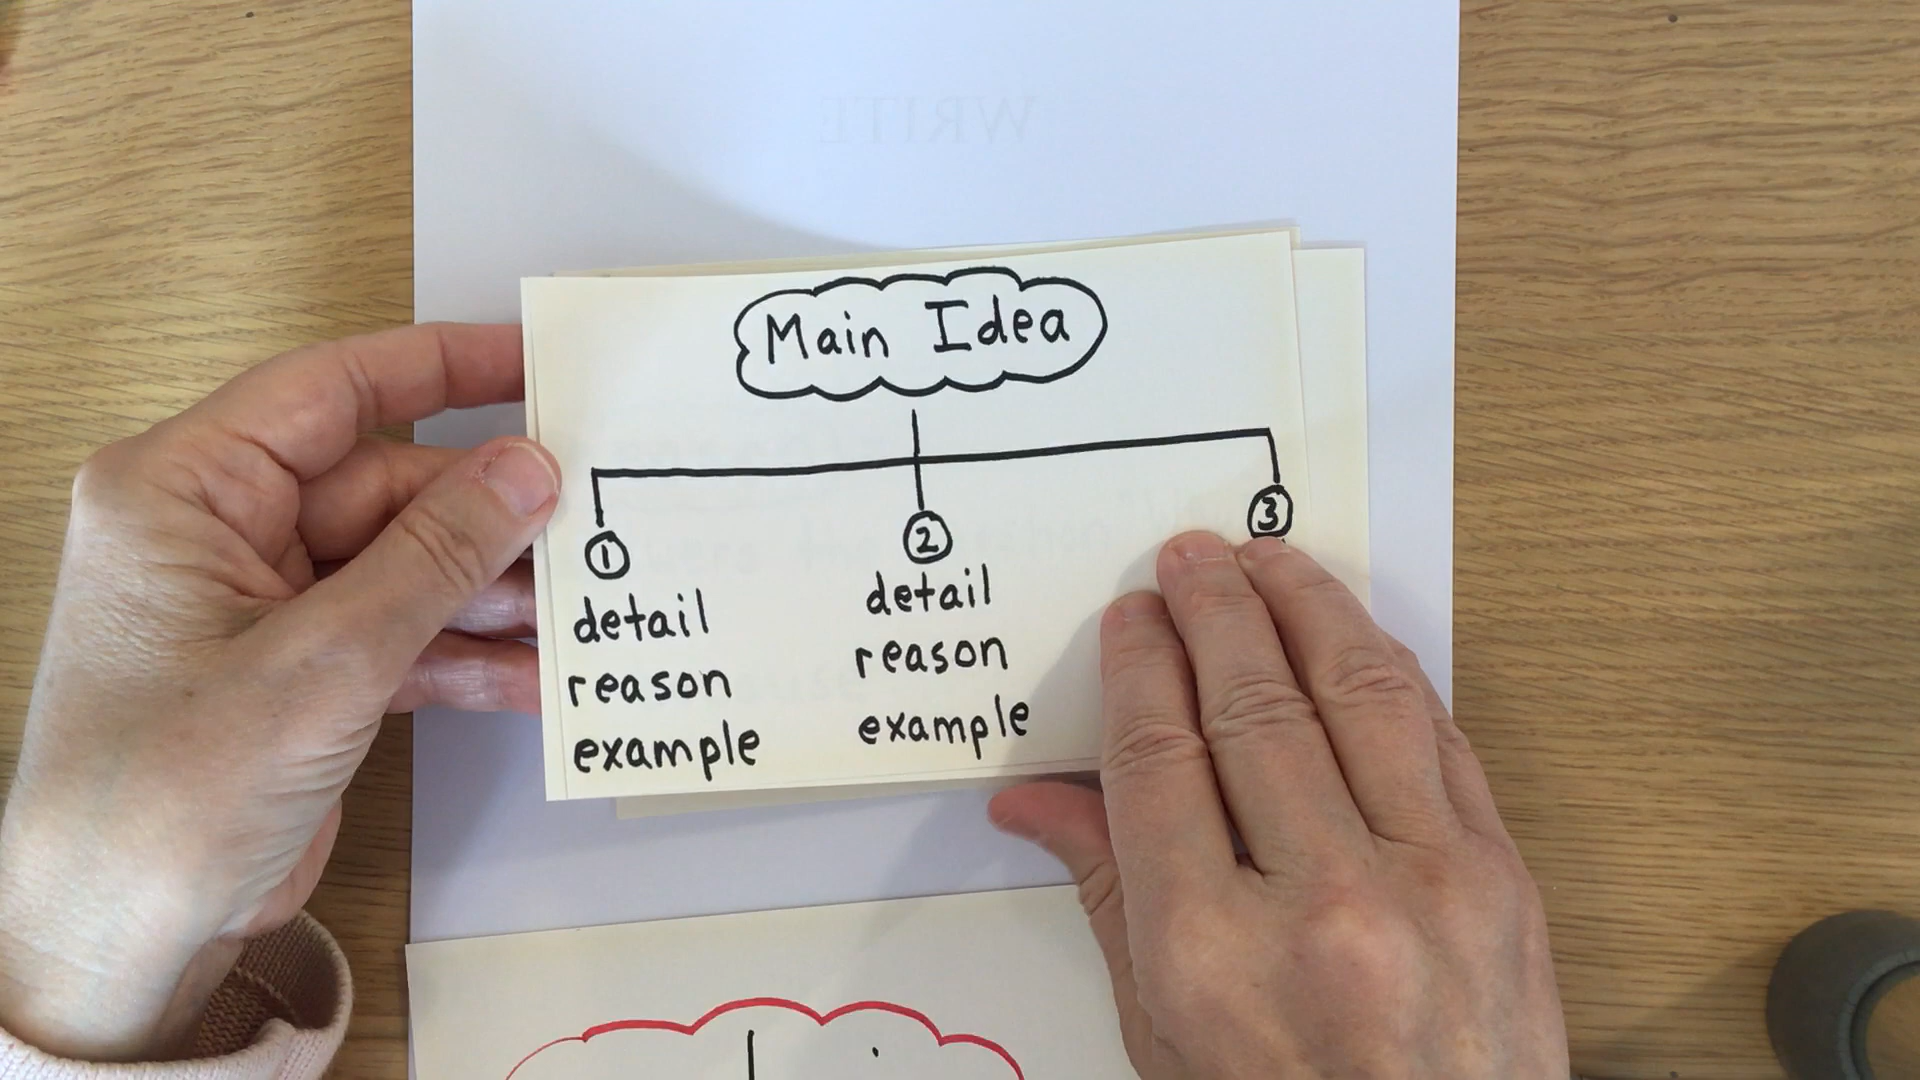 Main Idea
1 2 3
detail detail
reason reason
example example